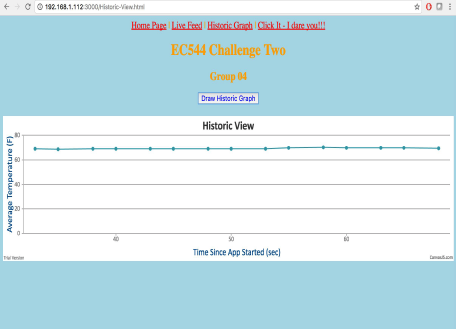 192.168.1.112:3000/Historic-View.html
Home Page | Live Feed | Historic Graph | Click It - I dare you!!!
EC544 Challenge Two
Group 04
Draw Historic Graph
Historic View
Average Temperature (F)
80
60
40
20
0
40
50
60
Time Since App Started (sec)
Trial Version
CanvasJS.com